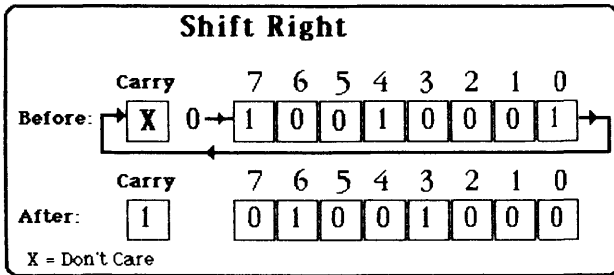 Shift Right
Carry 7 6 5 4 3 2 1 0
Before: X 0 1 0 0 1 0 0 0 1
Carry 7 6 5 4 3 2 1 0
After: 1 0 1 0 0 1 0 0 0
X = Don't Care